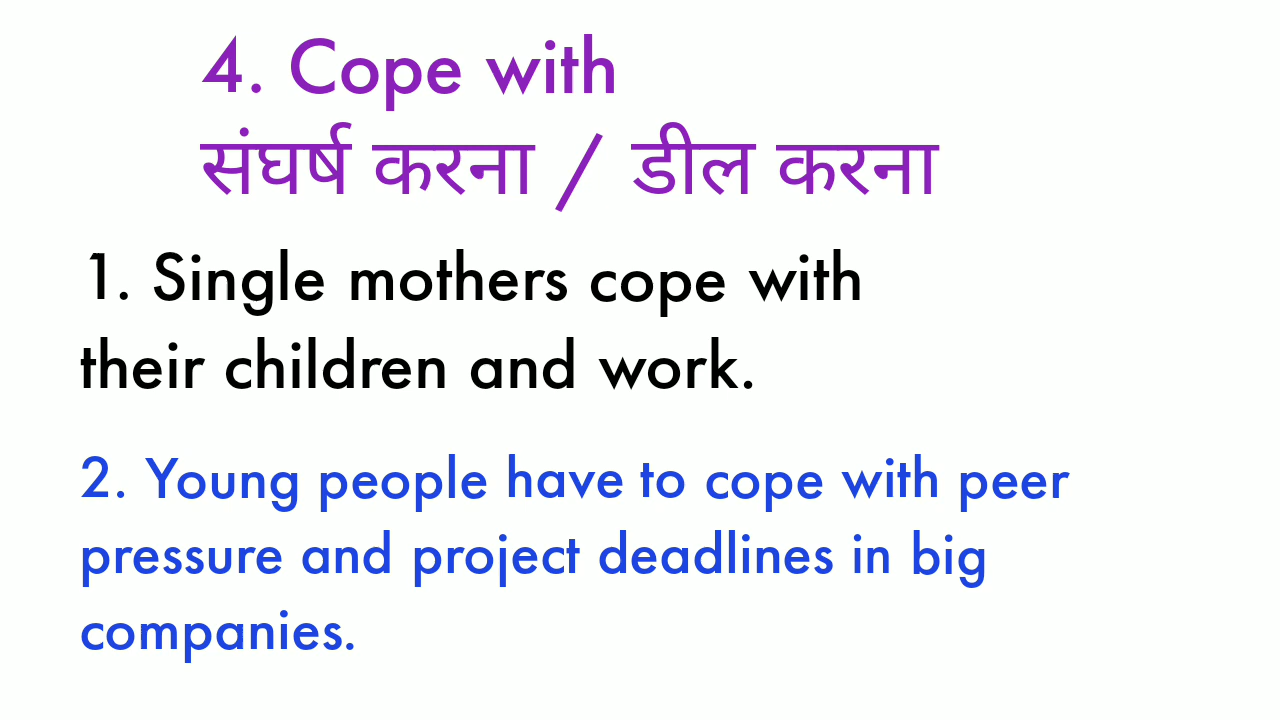 4. Cope with
संघर्ष करना / डील करना
1. Single mothers cope with
their children and work.
2. Young people have to cope with peer
pressure and project deadlines in big
companies.